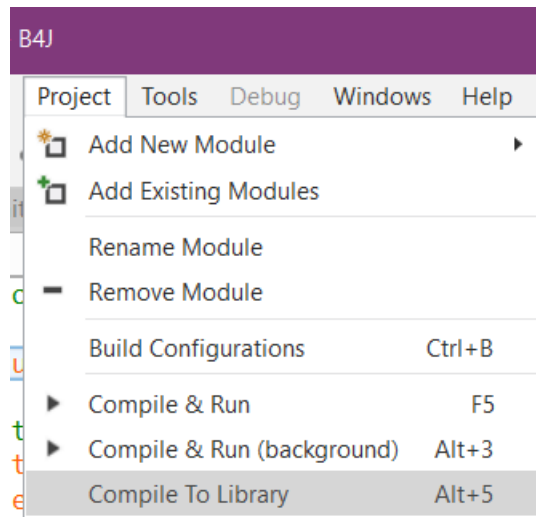 B4J
Project Tools Debug Windows Help
Add New Module
Add Existing Modules
Rename Module
Remove Module
Build Configurations Ctrl+B
Compile & Run F5
Compile & Run (background) Alt+3
Compile To Library Alt+5